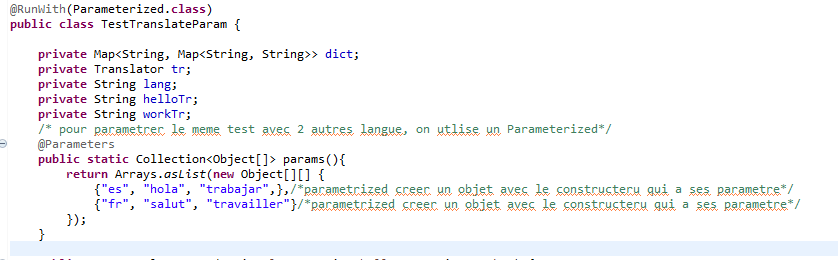 @RunWith(Parameterized.class)
public class TestTranslateParam {
private Map<String, Map<String, String>> dict;
private Translator tr;
private String lang;
private String helloTr;
private String workTr;
/* pour parametrer le meme test avec 2 autres langue, on utlise un Parameterized*/
@Parameters
public static Collection<Object[]> params(){
return Arrays.asList(new Object[][] {
{"es", "hola", "trabajar",},/*parametrized creer un objet avec le constructeru qui a ses parametre*/
{"fr", "salut", "travailler"}/*parametrized creer un objet avec le constructeru qui a ses parametre*/
});
}